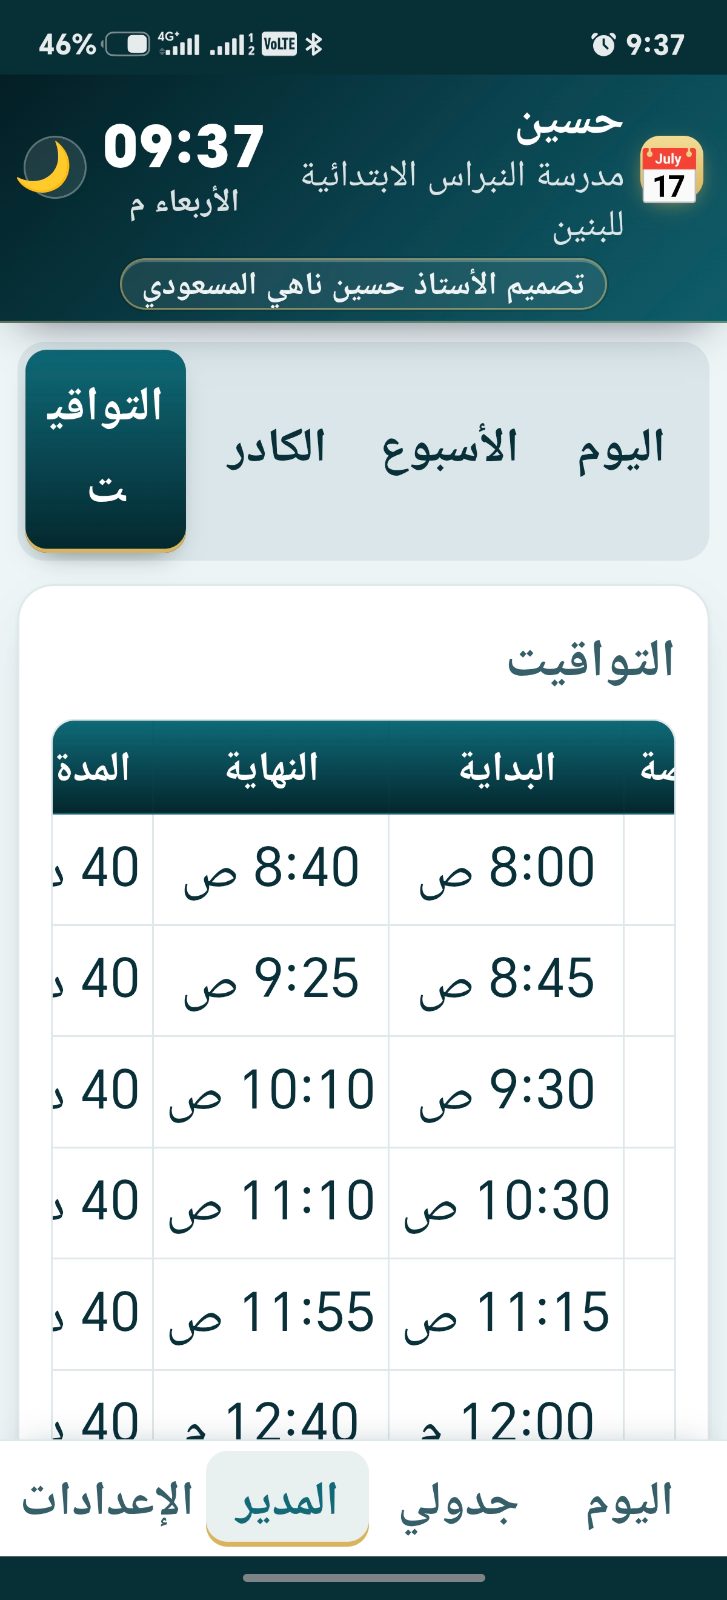 46% 4G+ 1 2 VoLTE 9:37
حسين
مدرسة النبراس الابتدائية
للبنين
09:37
الأربعاء م
July
17
تصميم الأستاذ حسين ناهي المسعودي
اليوم الأسبوع الكادر التواقيت
التواقيت
البداية النهاية المدة
8:00 ص 8:40 ص 40
8:45 ص 9:25 ص 40
9:30 ص 10:10 ص 40
10:30 ص 11:10 ص 40
11:15 ص 11:55 ص 40
12:00 م 12:40 م 40
اليوم جدولي المدير الإعدادات